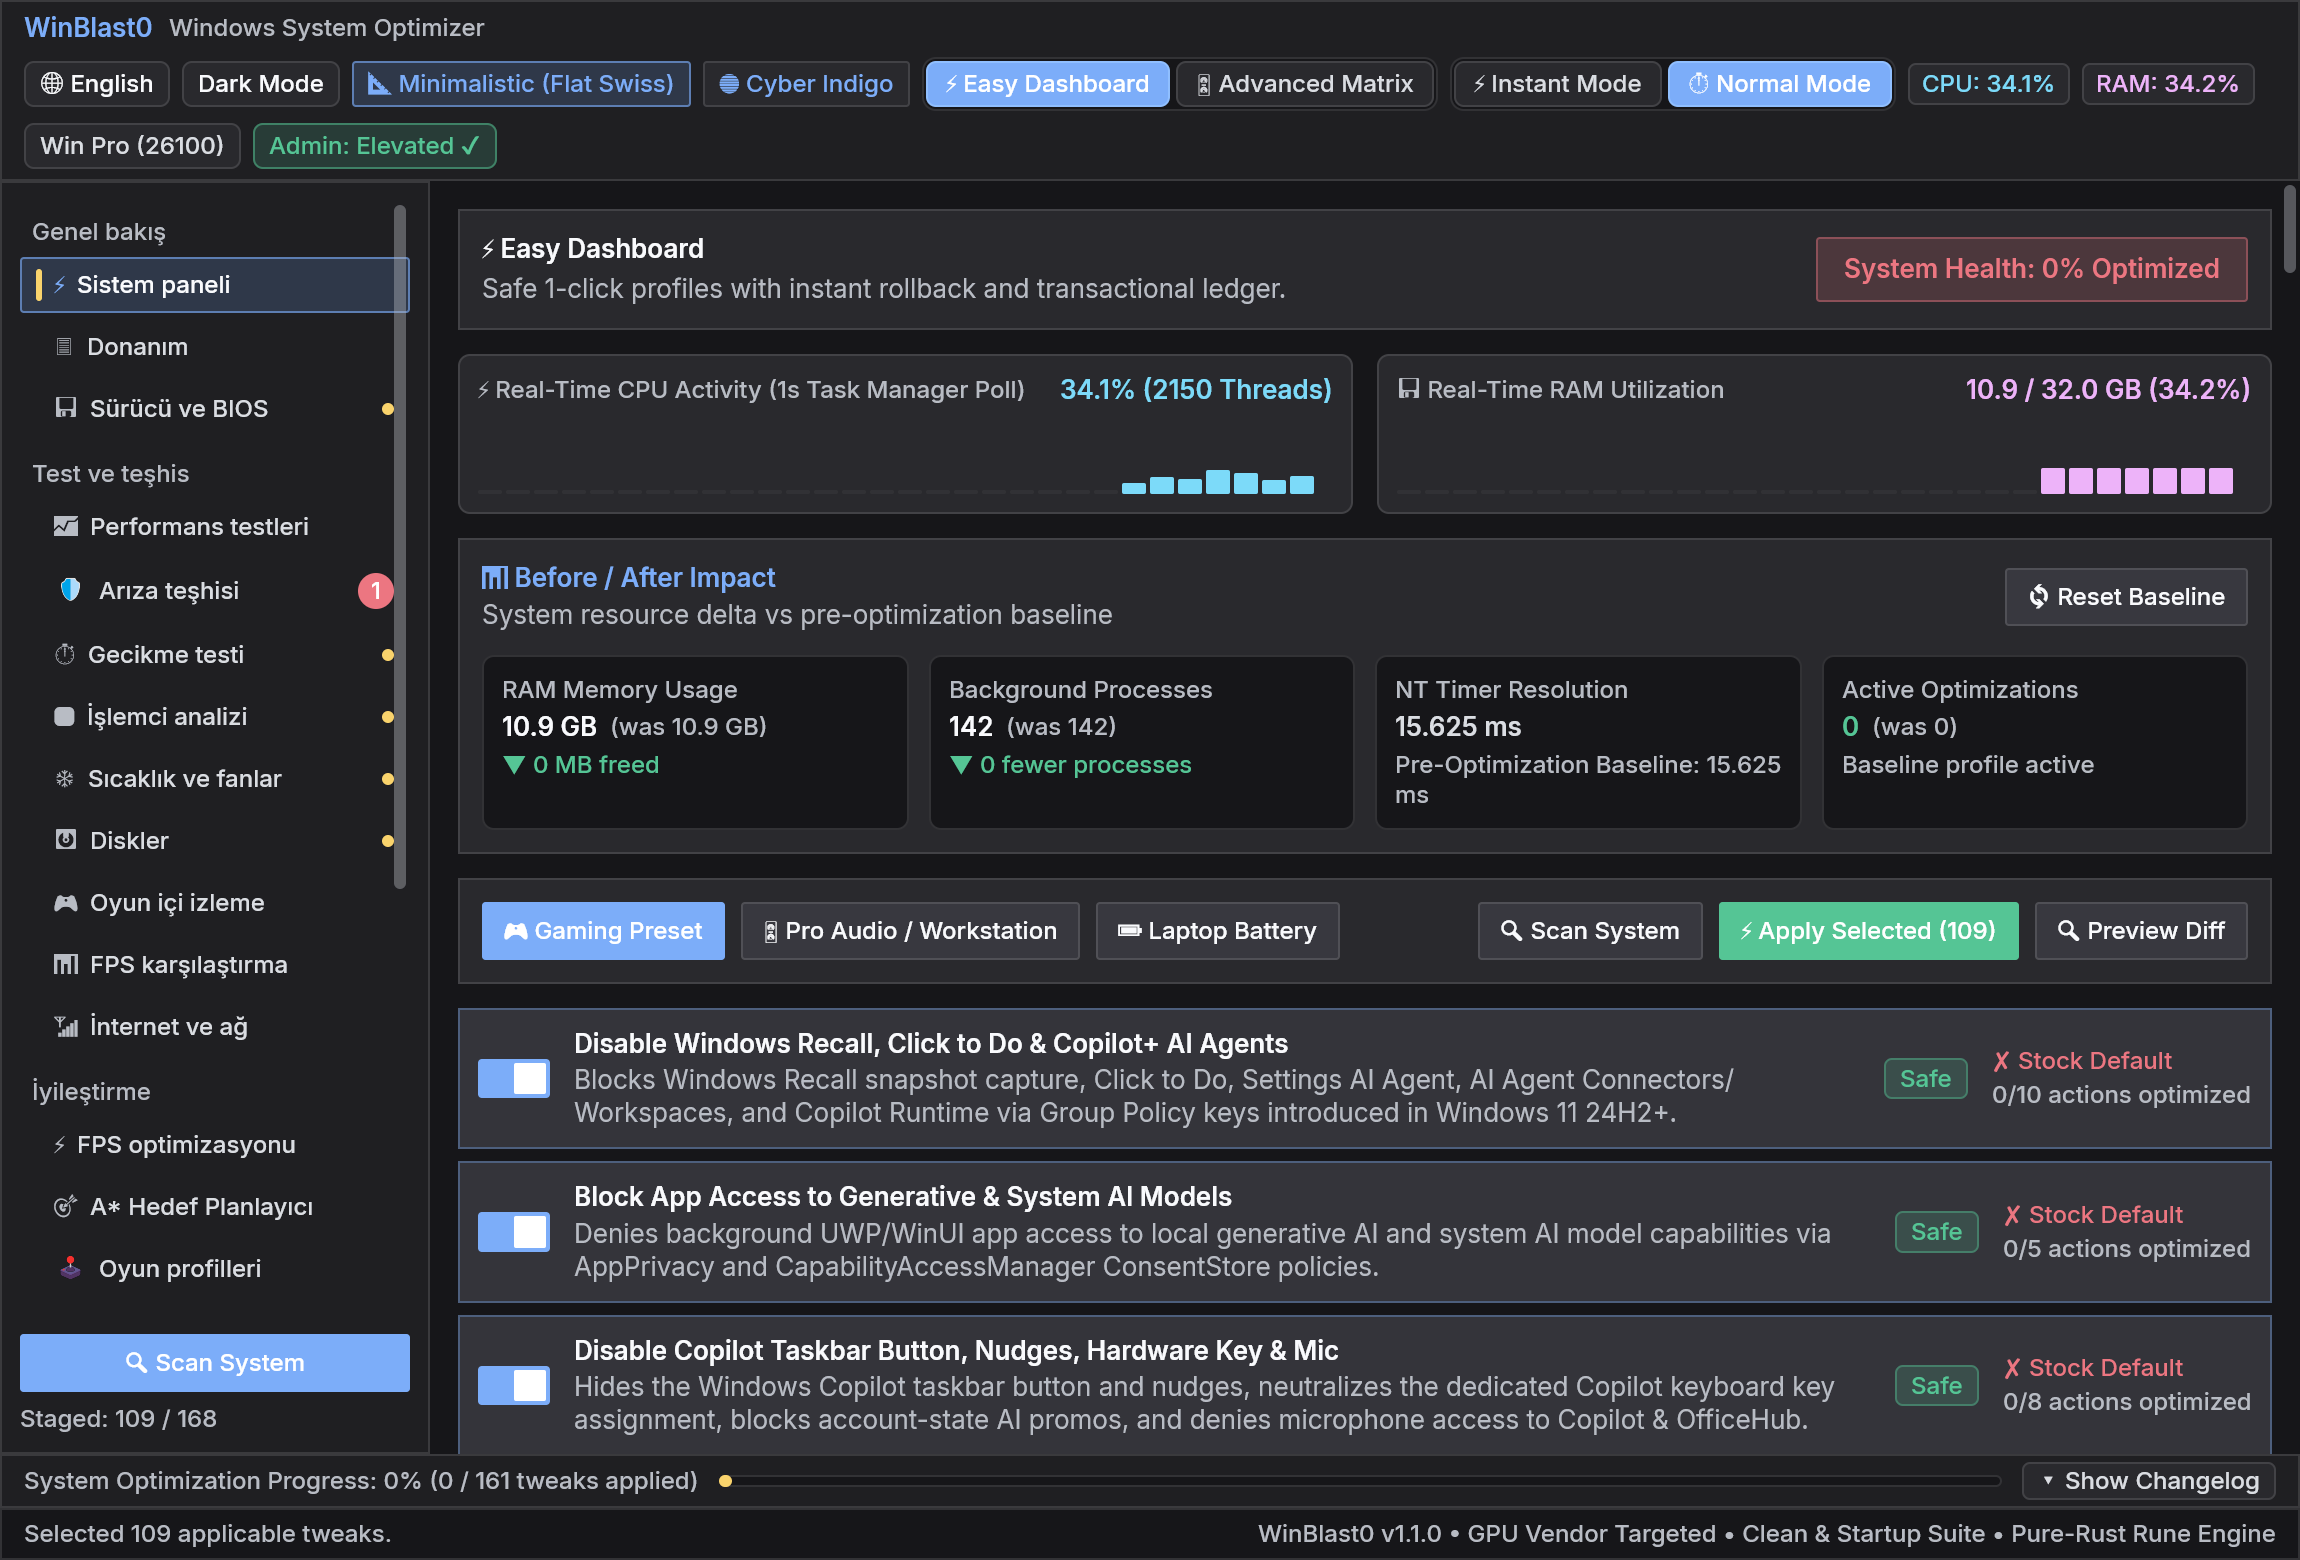 WinBlast0 Windows System Optimizer
English
Dark Mode
Minimalistic (Flat Swiss)
Cyber Indigo
⚡Easy Dashboard
Advanced Matrix
⚡Instant Mode
Normal Mode
CPU: 34.1%
RAM: 34.2%
Win Pro (26100)
Admin: Elevated ✓
Genel bakış
Sistem paneli
Donanım
Sürücü ve BIOS
Test ve teşhis
Performans testleri
Arıza teşhisi 1
Gecikme testi
İşlemci analizi
Sıcaklık ve fanlar
Diskler
Oyun içi izleme
FPS karşılaştırma
İnternet ve ağ
İyileştirme
FPS optimizasyonu
A* Hedef Planlayıcı
Oyun profilleri
Scan System
Staged: 109 / 168
⚡Easy Dashboard
Safe 1-click profiles with instant rollback and transactional ledger.
System Health: 0% Optimized
⚡Real-Time CPU Activity (1s Task Manager Poll) 34.1% (2150 Threads)
Real-Time RAM Utilization 10.9 / 32.0 GB (34.2%)
Before / After Impact
System resource delta vs pre-optimization baseline
Reset Baseline
RAM Memory Usage
10.9 GB (was 10.9 GB)
▼ 0 MB freed
Background Processes
142 (was 142)
▼ 0 fewer processes
NT Timer Resolution
15.625 ms
Pre-Optimization Baseline: 15.625
ms
Active Optimizations
0 (was 0)
Baseline profile active
Gaming Preset
Pro Audio / Workstation
Laptop Battery
Scan System
⚡Apply Selected (109)
Preview Diff
Disable Windows Recall, Click to Do & Copilot+ AI Agents
Blocks Windows Recall snapshot capture, Click to Do, Settings AI Agent, AI Agent Connectors/
Workspaces, and Copilot Runtime via Group Policy keys introduced in Windows 11 24H2+.
Safe
✗ Stock Default
0/10 actions optimized
Block App Access to Generative & System AI Models
Denies background UWP/WinUI app access to local generative AI and system AI model capabilities via
AppPrivacy and CapabilityAccessManager ConsentStore policies.
Safe
✗ Stock Default
0/5 actions optimized
Disable Copilot Taskbar Button, Nudges, Hardware Key & Mic
Hides the Windows Copilot taskbar button and nudges, neutralizes the dedicated Copilot keyboard key
assignment, blocks account-state AI promos, and denies microphone access to Copilot & OfficeHub.
Safe
✗ Stock Default
0/8 actions optimized
System Optimization Progress: 0% (0 / 161 tweaks applied)
▼ Show Changelog
Selected 109 applicable tweaks.
WinBlast0 v1.1.0 • GPU Vendor Targeted • Clean & Startup Suite • Pure-Rust Rune Engine